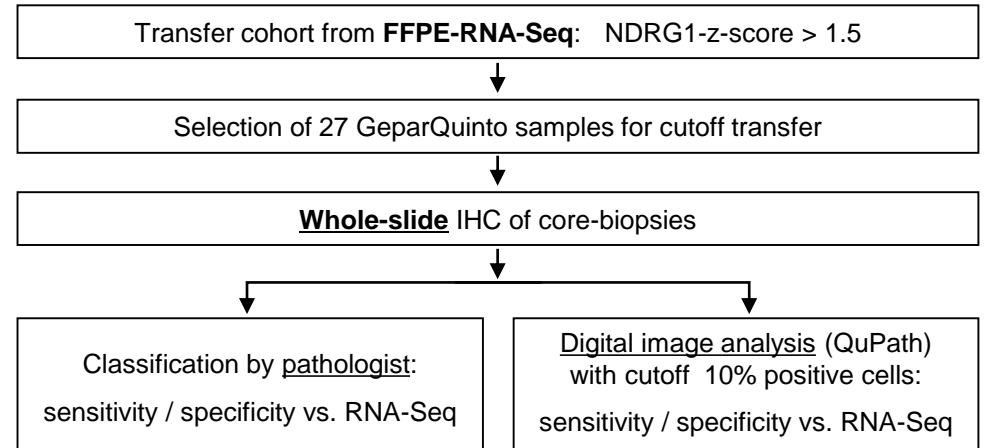 Transfer cohort from FFPE-RNA-Seq: NDRG1-z-score > 1.5
Selection of 27 GeparQuinto samples for cutoff transfer
Whole-slide IHC of core-biopsies
Classification by pathologist:
sensitivity / specificity vs. RNA-Seq
Digital image analysis (QuPath)
with cutoff 10% positive cells:
sensitivity / specificity vs. RNA-Seq